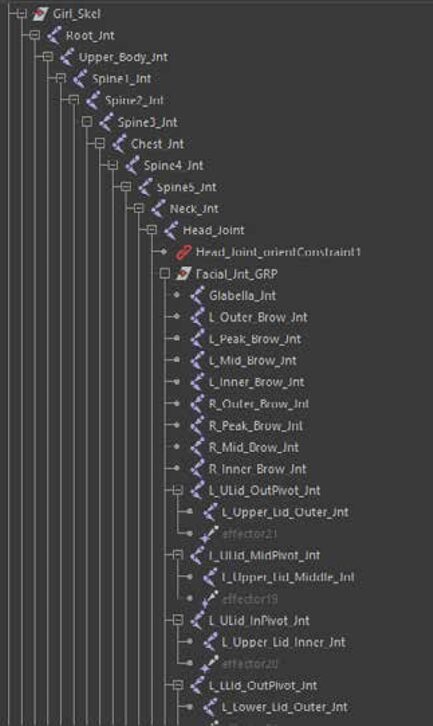 Girl_Skel
Root_Jnt
Upper_Body_Jnt
Spine1_Jnt
Spine2_Jnt
Spine3_Jnt
Chest_Jnt
Spine4_Jnt
Spine5_Jnt
Neck_Jnt
Head_Joint
Head_Joint_orientConstraint1
Facial_Jnt_GRP
Glabella_Jnt
L_Outer_Brow_Jnt
L_Peak_Brow_Jnt
L_Mid_Brow_Jnt
L_Inner_Brow_Jnt
R_Outer_Brow_Jnt
R_Peak_Brow_Jnt
R_Mid_Brow_Jnt
R_Inner_Brow_Jnt
L_ULid_OutPivot_Jnt
L_Upper_Lid_Outer_Jnt
effector21
L_ULid_MidPivot_Jnt
L_Upper_Lid_Middle_Jnt
effector19
L_ULid_InPivot_Jnt
L_Upper_Lid_Inner_Jnt
effector20
L_LLid_OutPivot_Jnt
L_Lower_Lid_Outer_Jnt